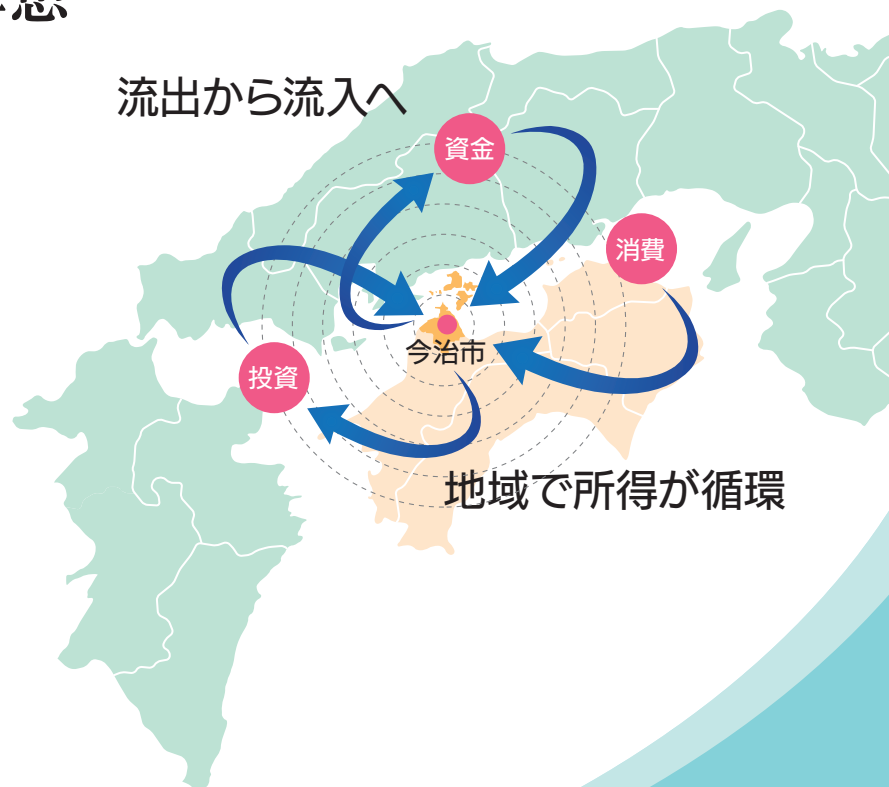 流出から流入へ
資金
消費
今治市
投資
地域で所得が循環